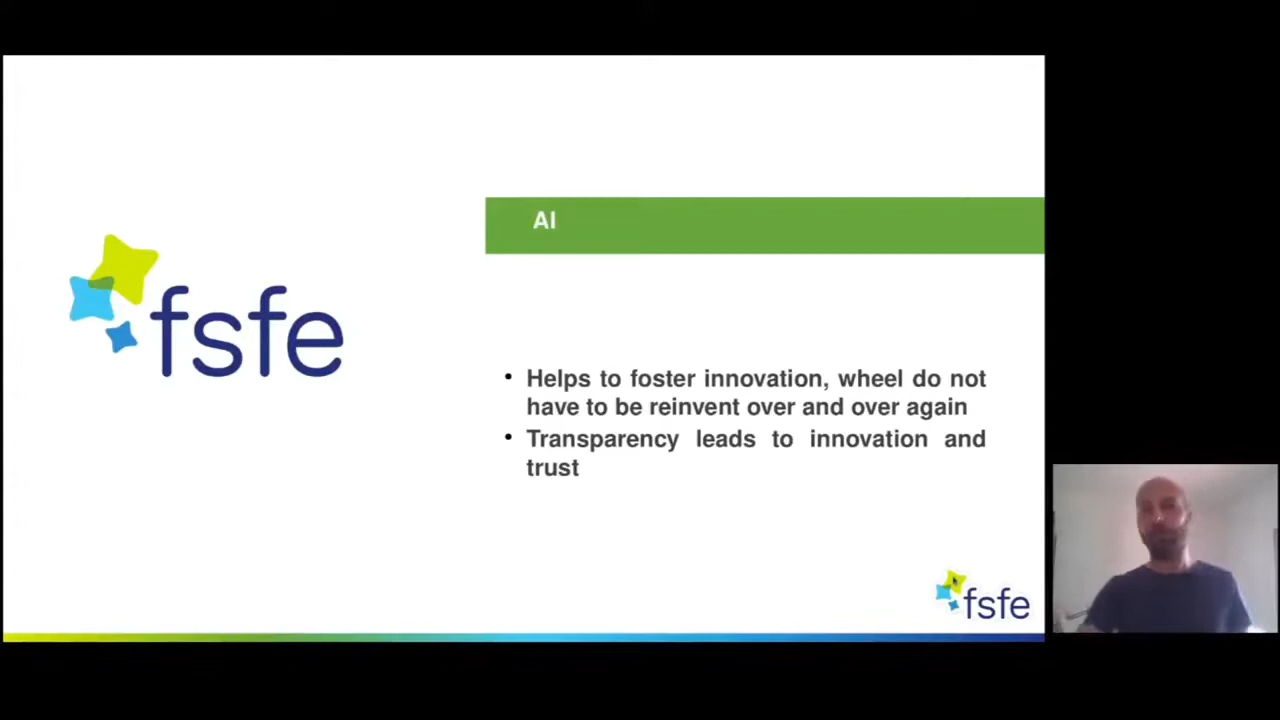 fsfe
AI
• Helps to foster innovation, wheel do not
have to be reinvent over and over again
• Transparency leads to innovation and
trust
fsfe